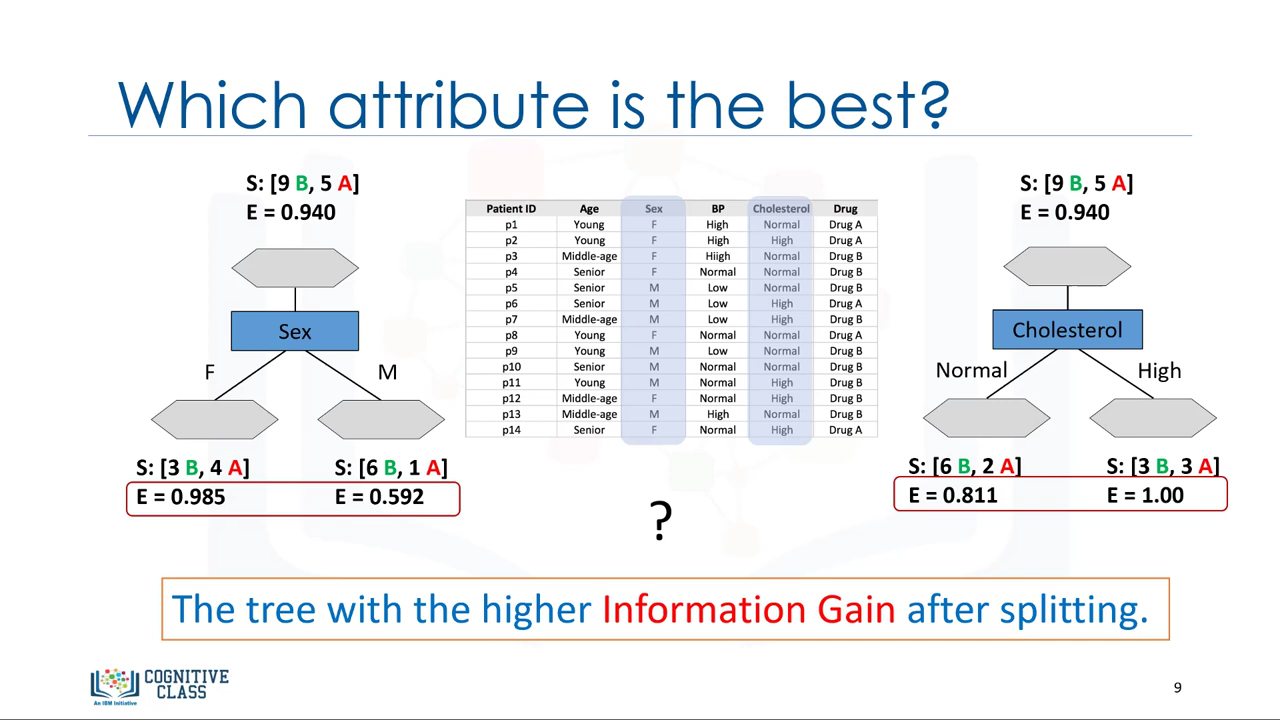 Which attribute is the best?
S: [9 B, 5 A]
E = 0.940
Sex
F
M
S: [3 B, 4 A]
E = 0.985
S: [6 B, 1 A]
E = 0.592
Patient ID Age Sex BP Cholesterol Drug
p1 Young F High Normal Drug A
p2 Young F High High Drug A
p3 Middle-age F Hiigh Normal Drug B
p4 Senior F Normal Normal Drug B
p5 Senior M Low Normal Drug B
p6 Senior M Low High Drug A
p7 Middle-age M Low High Drug B
p8 Young F Normal Normal Drug A
p9 Young M Low Normal Drug B
p10 Senior M Normal Normal Drug B
p11 Young M Normal High Drug B
p12 Middle-age F Normal High Drug B
p13 Middle-age M High Normal Drug B
p14 Senior F Normal High Drug A
?
S: [9 B, 5 A]
E = 0.940
Cholesterol
Normal
High
S: [6 B, 2 A]
E = 0.811
S: [3 B, 3 A]
E = 1.00
The tree with the higher Information Gain after splitting.
COGNITIVE
CLASS
An IBM Initiative
9